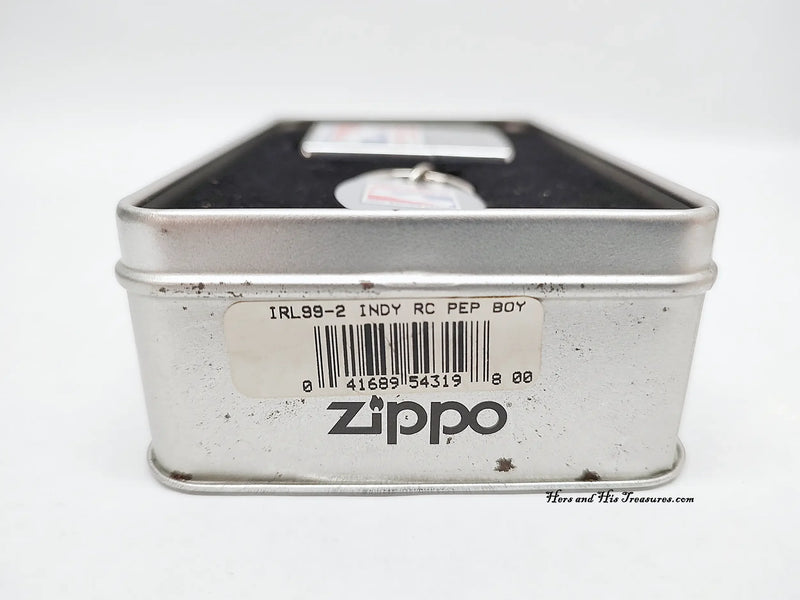 IRL99-2 INDY RC PEP BOY
0 41689 54319 8 00
zippo
Hers and His Treasures.com